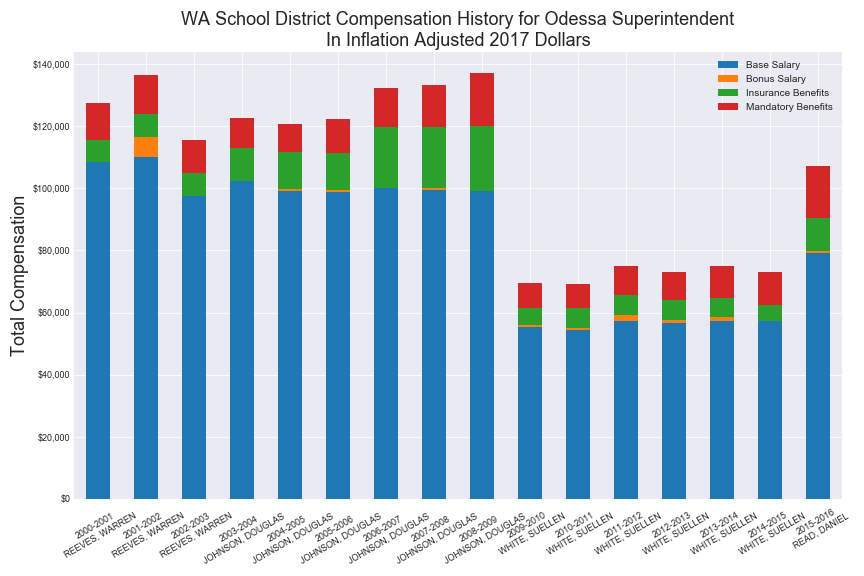 WA School District Compensation History for Odessa Superintendent
In Inflation Adjusted 2017 Dollars
Base Salary
Bonus Salary
Insurance Benefits
Mandatory Benefits
Total Compensation
$140,000
$120,000
$100,000
$80,000
$60,000
$40,000
$20,000
$0
2000-2001
REEVES, WARREN
2001-2002
REEVES, WARREN
2002-2003
REEVES, WARREN
2003-2004
JOHNSON, DOUGLAS
2004-2005
JOHNSON, DOUGLAS
2005-2006
JOHNSON, DOUGLAS
2006-2007
JOHNSON, DOUGLAS
2007-2008
JOHNSON, DOUGLAS
2008-2009
JOHNSON, DOUGLAS
2009-2010
WHITE, SUELLEN
2010-2011
WHITE, SUELLEN
2011-2012
WHITE, SUELLEN
2012-2013
WHITE, SUELLEN
2013-2014
WHITE, SUELLEN
2014-2015
WHITE, SUELLEN
2015-2016
READ, DANIEL